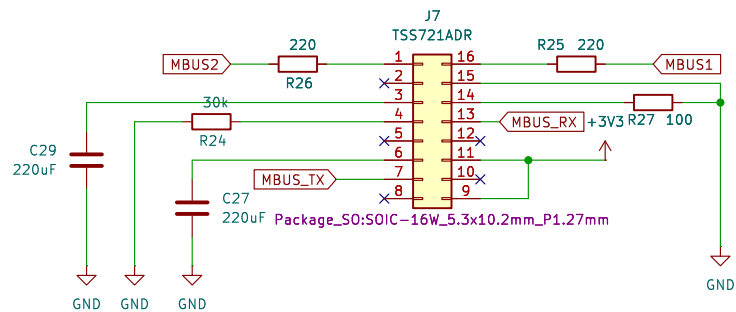 J7
TSS721ADR
MBUS2
220
R26
1
2
3
4
5
6
7
8
16
15
14
13
12
11
10
9
R25 220
MBUS1
30k
R24
MBUS_RX
+3V3
R27 100
C29
220uF
MBUS_TX
C27
220uF
Package_SO:SOIC-16W_5.3x10.2mm_P1.27mm
GND
GND
GND
GND